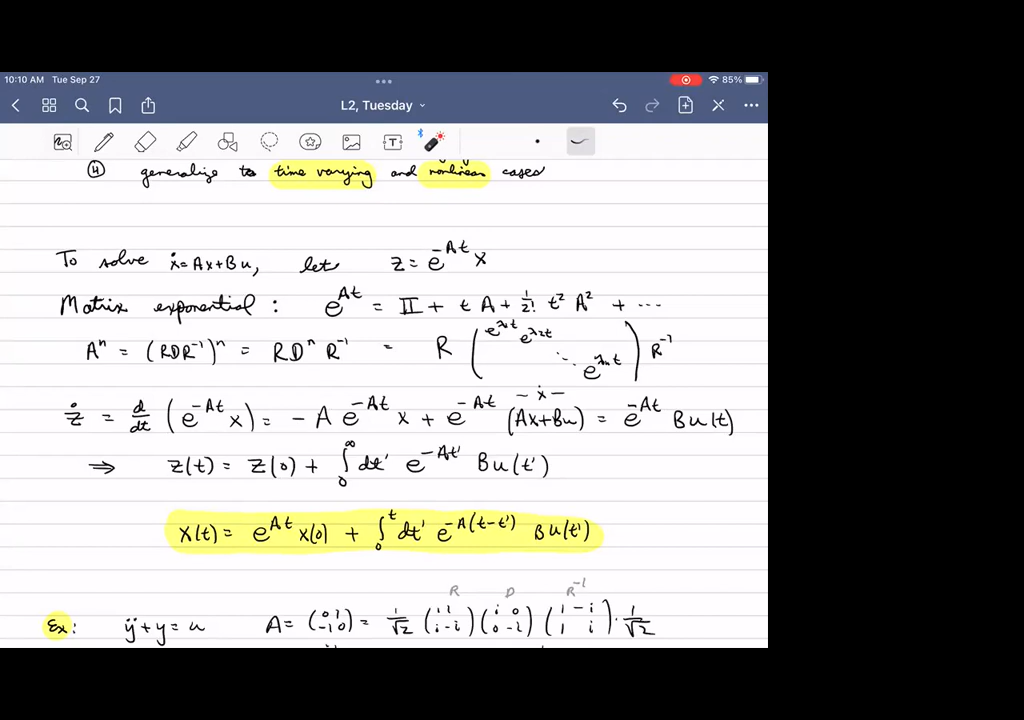 10:10 AM Tue Sep 27 85%
L2, Tuesday
④ generalize to time varying and nonlinear cases
To solve ẋ=Ax+Bu, let z = e^{-At} x
Matrix exponential : e^{At} = II + t A + 1/2! t² A² + ···
Aⁿ = (RDR⁻¹)ⁿ = RDⁿ R⁻¹ = R ( e^{λ₁t} e^{λ₂t} ⋱ e^{λₙt} ) R⁻¹
– ẋ –
ż = d/dt (e^{-At} x) = - A e^{-At} x + e^{-At} (Ax+Bu) = e^{-At} Bu(t)
⇒ z(t) = z(0) + ∫₀^∞ dt' e^{-At'} Bu(t')
x(t) = e^{At} x(0) + ∫₀^t dt' e^{-A(t-t')} Bu(t')
R D R⁻¹
Ex: ÿ + y = u A = (0 1 -1 0) = 1/√2 (1 1 i -i) (i 0 0 -i) (1 -i 1 i) · 1/√2